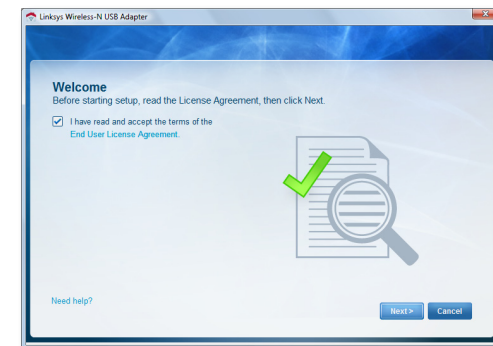 Linksys Wireless-N USB Adapter
Welcome
Before starting setup, read the License Agreement, then click Next.
I have read and accept the terms of the
End User License Agreement.
Need help?
Next >
Cancel